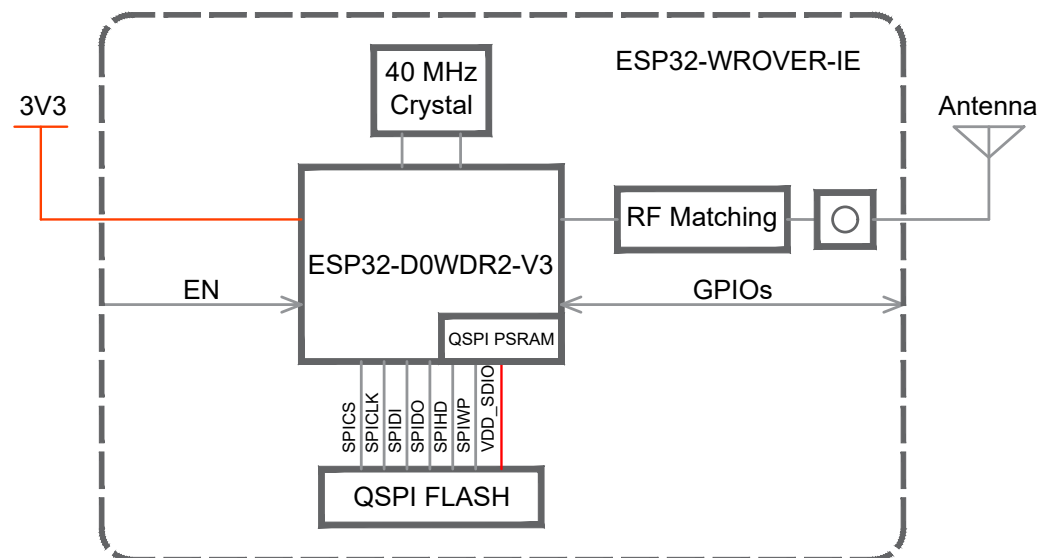 ESP32-WROVER-IE
40 MHz
Crystal
3V3
Antenna
RF Matching
ESP32-D0WDR2-V3
EN
GPIOs
QSPI PSRAM
SPICS
SPICLK
SPIDI
SPIDO
SPIHD
SPIWP
VDD_SDIO
QSPI FLASH